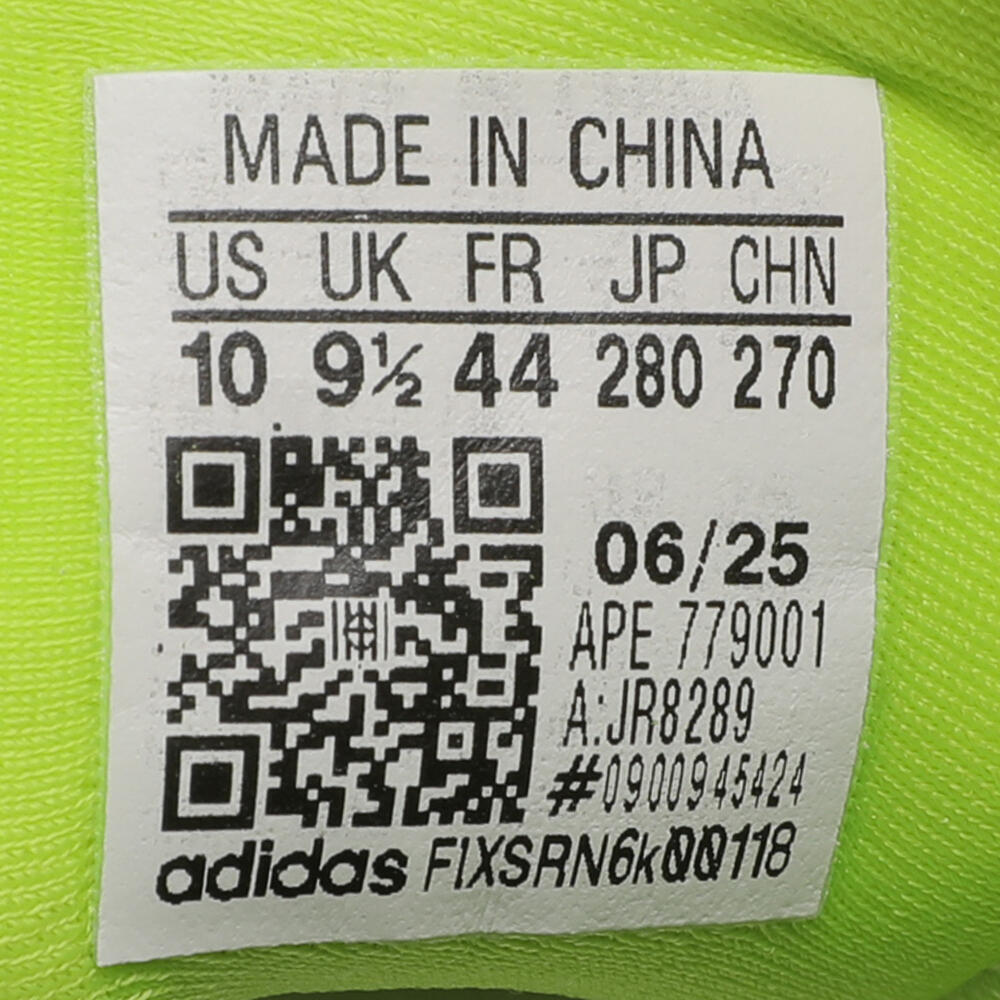 MADE IN CHINA
US UK FR JP CHN
10 9½ 44 280 270
06/25
APE 779001
A:JR8289
#0900945424
adidas FIXSRN6k00118